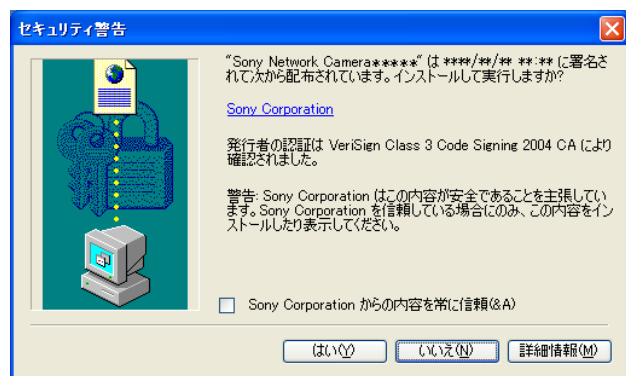 セキュリティ警告
"Sony Network Camera*****" は ****/**/** **:** に署名さ
れて次から配布されています。インストールして実行しますか?
Sony Corporation
発行者の認証は VeriSign Class 3 Code Signing 2004 CA により
確認されました。
警告: Sony Corporation はこの内容が安全であることを主張してい
ます。Sony Corporation を信頼している場合にのみ、この内容をイン
ストールしたり表示してください。
Sony Corporation からの内容を常に信頼(&A)
はい(Y)
いいえ(N)
詳細情報(M)